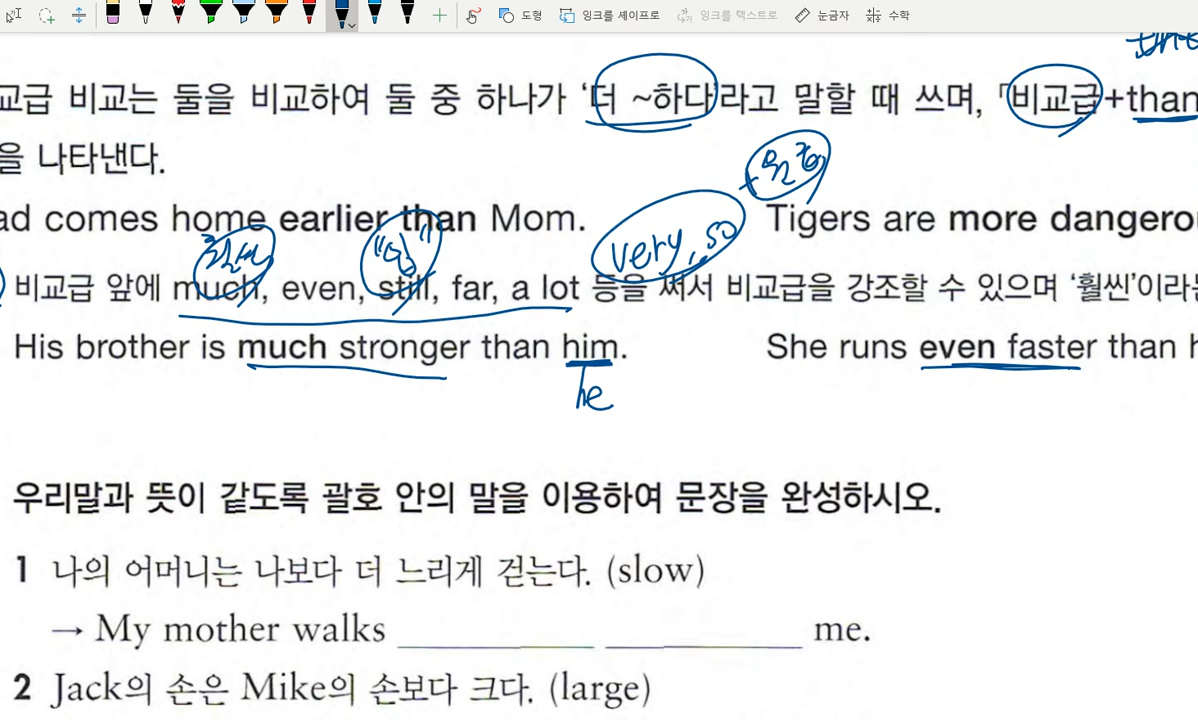 도형 잉크를 셰이프로 잉크를 텍스트로 눈금자 수학
교급 비교는 둘을 비교하여 둘 중 하나가 ‘더 ~하다’라고 말할 때 쓰며, 「비교급+than
을 나타낸다.
+원급
ad comes home earlier than Mom. Tigers are more dangero
훨씬 "더" very, so
비교급 앞에 much, even, still, far, a lot 등을 써서 비교급을 강조할 수 있으며 ‘훨씬’이라는
His brother is much stronger than him. She runs even faster than h
he
우리말과 뜻이 같도록 괄호 안의 말을 이용하여 문장을 완성하시오.
1 나의 어머니는 나보다 더 느리게 걷는다. (slow)
→ My mother walks ________ ________ me.
2 Jack의 손은 Mike의 손보다 크다. (large)